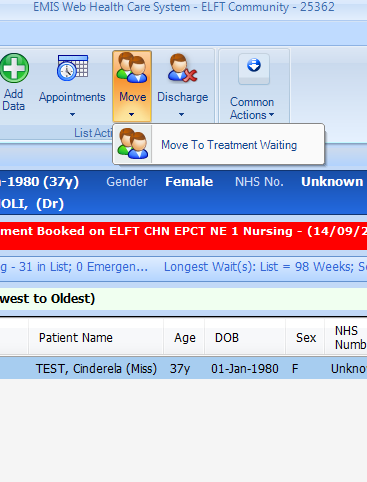 EMIS Web Health Care System - ELFT Community - 25362
Add Data
Appointments
Move
Discharge
Common Actions
List Acti
Move To Treatment Waiting
-1980 (37y) Gender Female NHS No. Unknown
OLI, (Dr)
ment Booked on ELFT CHN EPCT NE 1 Nursing - (14/09/2
g - 31 in List; 0 Emergen... Longest Wait(s): List = 98 Weeks; S
west to Oldest)
Patient Name Age DOB Sex NHS Numb
TEST, Cinderela (Miss) 37y 01-Jan-1980 F Unkno